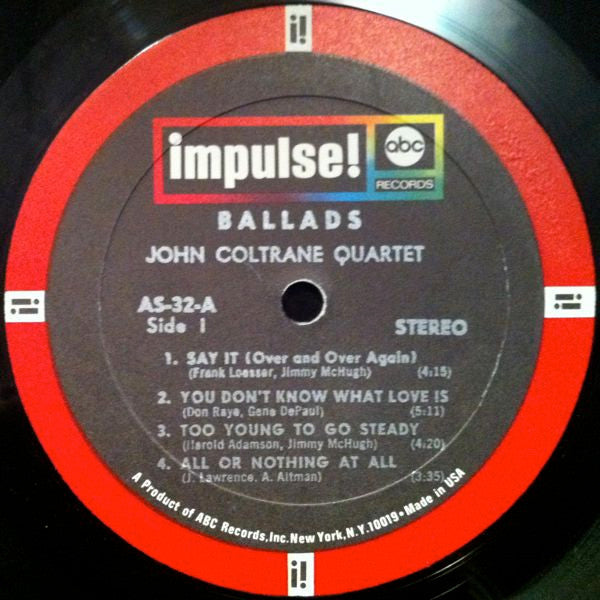 i!
impulse! abc
RECORDS
BALLADS
JOHN COLTRANE QUARTET
AS-32-A
Side 1 STEREO
i! i!
1. SAY IT (Over and Over Again)
(Frank Loesser, Jimmy McHugh) (4:15)
2. YOU DON'T KNOW WHAT LOVE IS
(Don Raye, Gene DePaul) (5:11)
3. TOO YOUNG TO GO STEADY
(Harold Adamson, Jimmy McHugh) (4:20)
4. ALL OR NOTHING AT ALL
(J. Lawrence, A. Altman) (3:35)
A Product of ABC Records, Inc. New York, N.Y. 10019 • Made in USA
i!